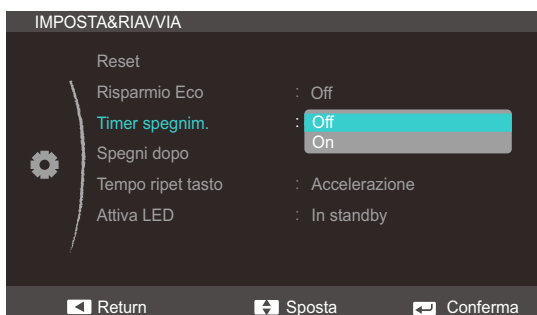 IMPOSTA&RIAVVIA
Reset
Risparmio Eco : Off
Timer spegnim. : Off
On
Spegni dopo
Tempo ripet tasto : Accelerazione
Attiva LED : In standby
Return Sposta Conferma